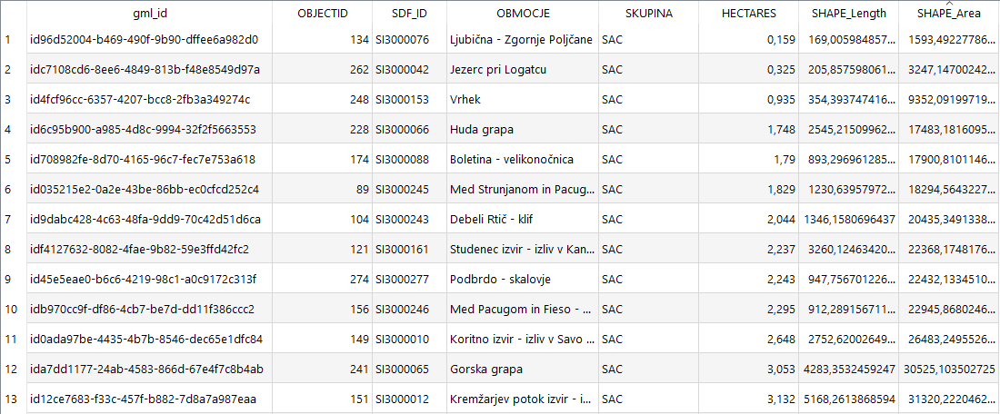 gml_id OBJECTID SDF_ID OBMOCJE SKUPINA HECTARES SHAPE_Length SHAPE_Area
1 id96d52004-b469-490f-9b90-dffee6a982d0 134 SI3000076 Ljubična - Zgornje Poljčane SAC 0,159 169,005984857... 1593,49227786...
2 idc7108cd6-8ee6-4849-813b-f48e8549d97a 262 SI3000042 Jezerc pri Logatcu SAC 0,325 205,857598061... 3247,14700242...
3 id4fcf96cc-6357-4207-bcc8-2fb3a349274c 248 SI3000153 Vrhek SAC 0,935 354,393747416... 9352,09199719...
4 id6c95b900-a985-4d8c-9994-32f2f5663553 228 SI3000066 Huda grapa SAC 1,748 2545,21509962... 17483,1816095...
5 id708982fe-8d70-4165-96c7-fec7e753a618 174 SI3000088 Boletina - velikonočnica SAC 1,79 893,296961285... 17900,8101146...
6 id035215e2-0a2e-43be-86bb-ec0cfcd252c4 89 SI3000245 Med Strunjanom in Pacug... SAC 1,829 1230,63957972... 18294,5643227...
7 id9dabc428-4c63-48fa-9dd9-70c42d51d6ca 104 SI3000243 Debeli Rtič - klif SAC 2,044 1346,1580696437 20435,3491338...
8 idf4127632-8082-4fae-9b82-59e3ffd42fc2 121 SI3000161 Studenec izvir - izliv v Kan... SAC 2,237 3260,12463420... 22368,1748176...
9 id45e5eae0-b6c6-4219-98c1-a0c9172c313f 274 SI3000277 Podbrdo - skalovje SAC 2,243 947,756701226... 22432,1334510...
10 idb970cc9f-df86-4cb7-be7d-dd11f386ccc2 156 SI3000246 Med Pacugom in Fieso - ... SAC 2,295 912,289156711... 22945,8680246...
11 id0ada97be-4435-4b7b-8546-dec65e1dfc84 149 SI3000010 Koritno izvir - izliv v Savo ... SAC 2,648 2752,62002649... 26483,2495526...
12 ida7dd1177-24ab-4583-866d-67e4f7c8b4ab 241 SI3000065 Gorska grapa SAC 3,053 4283,3532459247 30525,103502725
13 id12ce7683-f33c-457f-b882-7d8a7a987eaa 151 SI3000012 Kremžarjev potok izvir - i... SAC 3,132 5168,2613868594 31320,2220462...